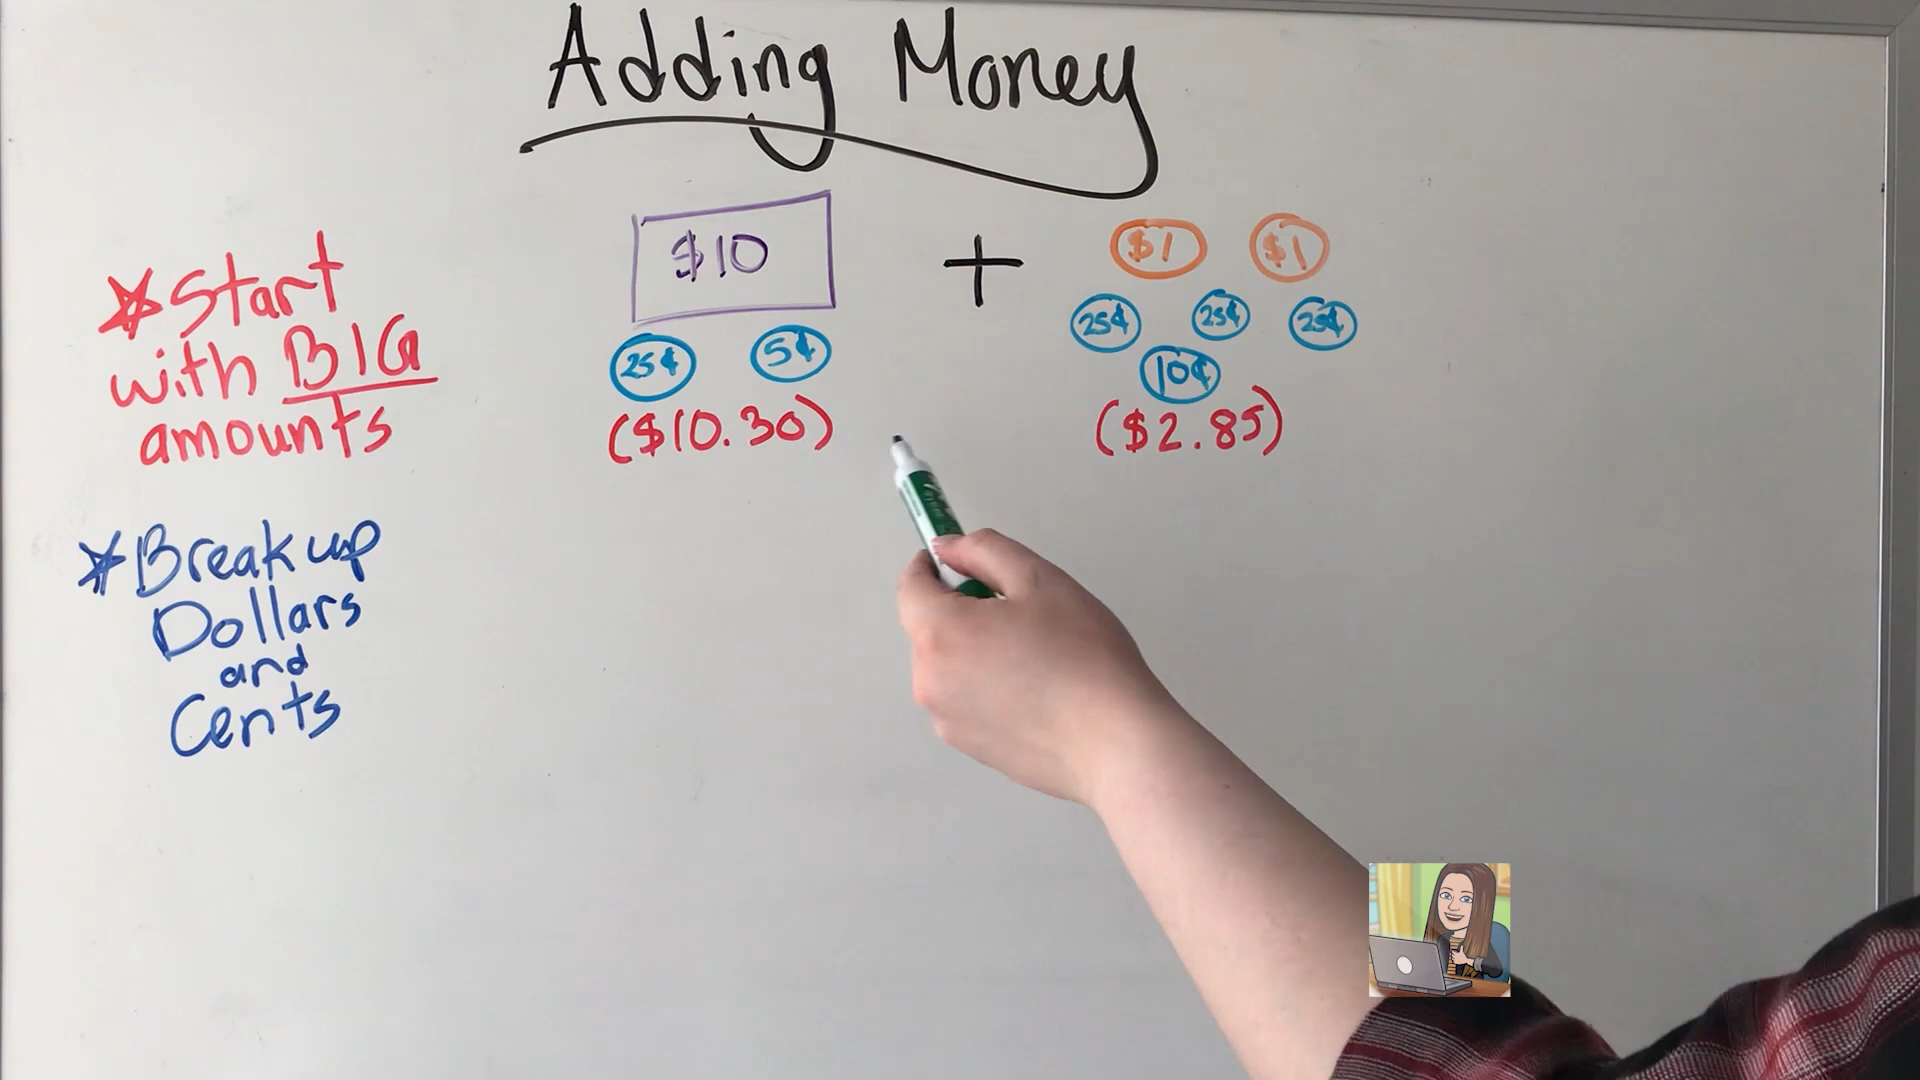 Adding Money
*Start
with BIG
amounts
*Break up
Dollars
and
Cents
$10
25¢ 5¢
($10.30)
+
$1 $1
25¢ 25¢ 25¢
10¢
($2.85)